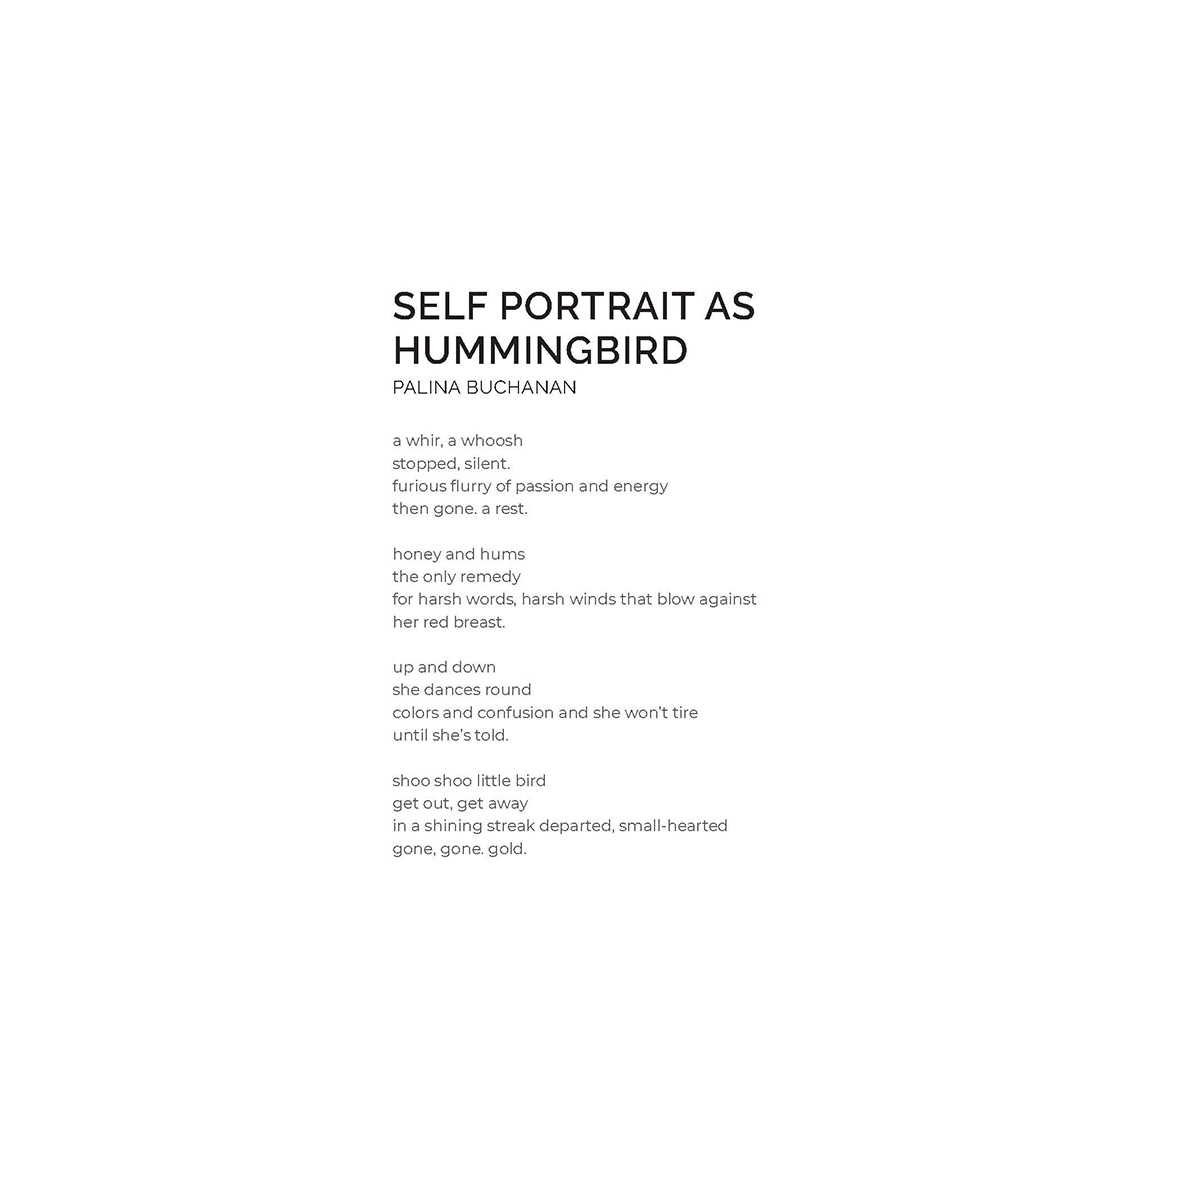 SELF PORTRAIT AS
HUMMINGBIRD
PALINA BUCHANAN
a whir, a whoosh
stopped, silent.
furious flurry of passion and energy
then gone. a rest.
honey and hums
the only remedy
for harsh words, harsh winds that blow against
her red breast.
up and down
she dances round
colors and confusion and she won't tire
until she's told.
shoo shoo little bird
get out, get away
in a shining streak departed, small-hearted
gone, gone. gold.